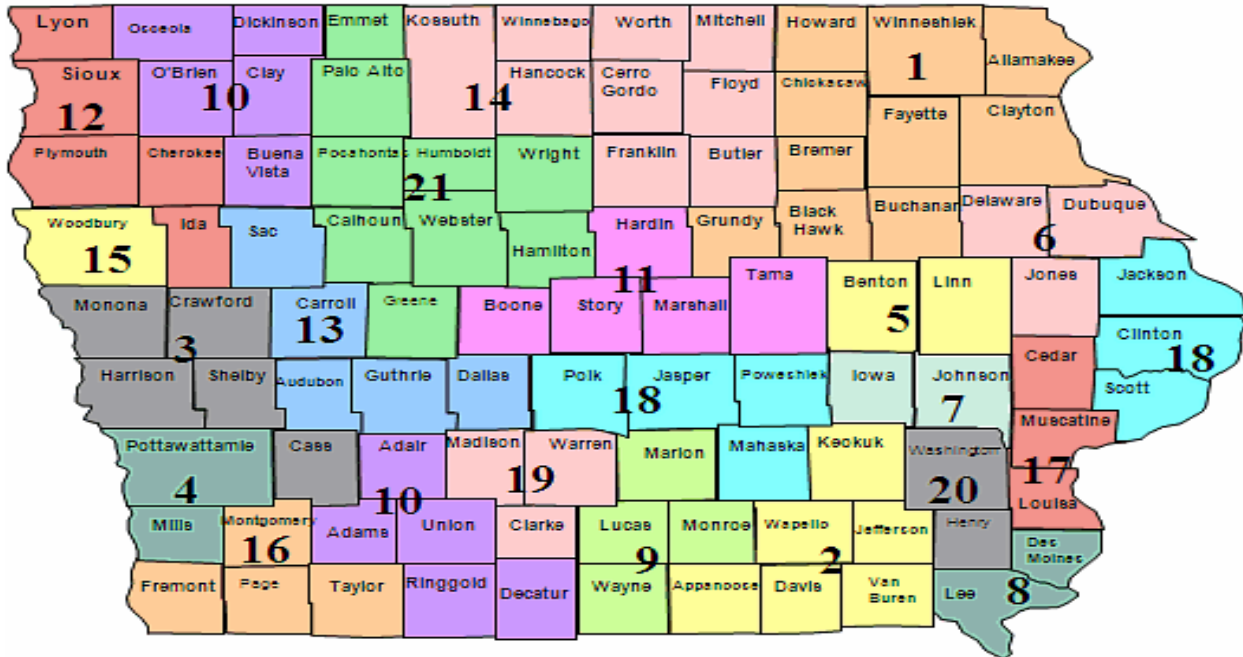 Lyon
Osceola
Dickinson
Emmet
Kossuth
Winnebago
Worth
Mitchell
Howard
Winneshiek
Allamakee
1
Sioux
12
O'Brien
Clay
10
Palo Alto
14
Hancock
Cerro
Gordo
Floyd
Chickasaw
Fayette
Clayton
Plymouth
Cherokee
Buena
Vista
Pocahontas
Humboldt
21
Wright
Franklin
Butler
Bremer
Woodbury
15
Ida
Sac
Calhoun
Webster
Hamilton
Hardin
11
Grundy
Black
Hawk
Buchanan
Delaware
Dubuque
6
Monona
Crawford
3
Carroll
13
Greene
Boone
Story
Marshall
Tama
Benton
5
Linn
Jones
Jackson
Clinton
18
Harrison
Shelby
Audubon
Guthrie
Dallas
Polk
18
Jasper
Poweshiek
Iowa
Johnson
7
Cedar
Scott
Muscatine
17
Pottawattamie
4
Cass
Adair
10
Madison
19
Warren
Marion
Mahaska
Keokuk
Washington
20
Louisa
Mills
Montgomery
16
Adams
Union
Clarke
Lucas
9
Monroe
Wapello
2
Jefferson
Henry
Des
Moines
Fremont
Page
Taylor
Ringgold
Decatur
Wayne
Appanoose
Davis
Van
Buren
Lee
8